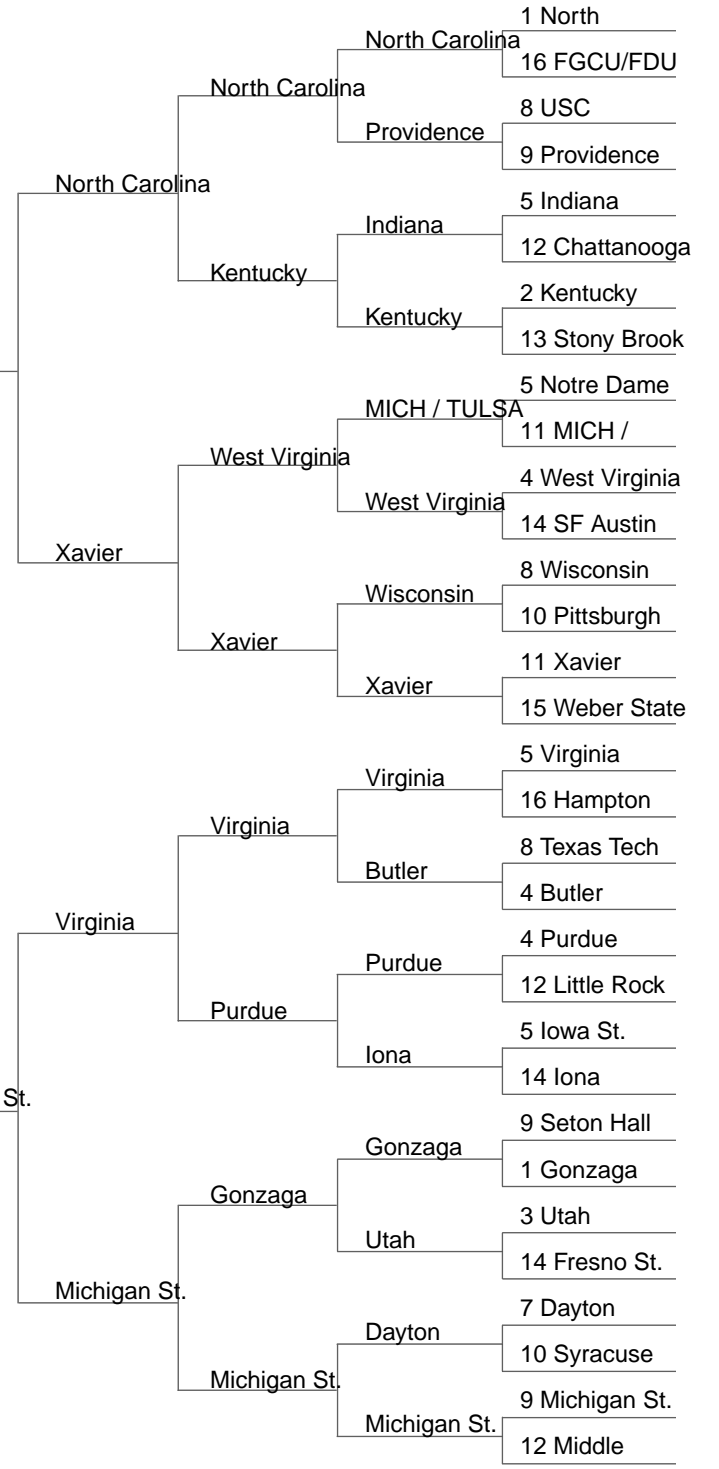 1 North
North Carolina
16 FGCU/FDU
North Carolina
8 USC
Providence
9 Providence
North Carolina
5 Indiana
Indiana
12 Chattanooga
Kentucky
2 Kentucky
Kentucky
13 Stony Brook
5 Notre Dame
MICH / TULSA
11 MICH /
West Virginia
4 West Virginia
West Virginia
14 SF Austin
Xavier
8 Wisconsin
Wisconsin
10 Pittsburgh
Xavier
11 Xavier
Xavier
15 Weber State
5 Virginia
Virginia
16 Hampton
Virginia
8 Texas Tech
Butler
4 Butler
Virginia
4 Purdue
Purdue
12 Little Rock
Purdue
5 Iowa St.
Iona
14 Iona
St.
9 Seton Hall
Gonzaga
1 Gonzaga
Gonzaga
3 Utah
Utah
14 Fresno St.
Michigan St.
7 Dayton
Dayton
10 Syracuse
Michigan St.
9 Michigan St.
Michigan St.
12 Middle